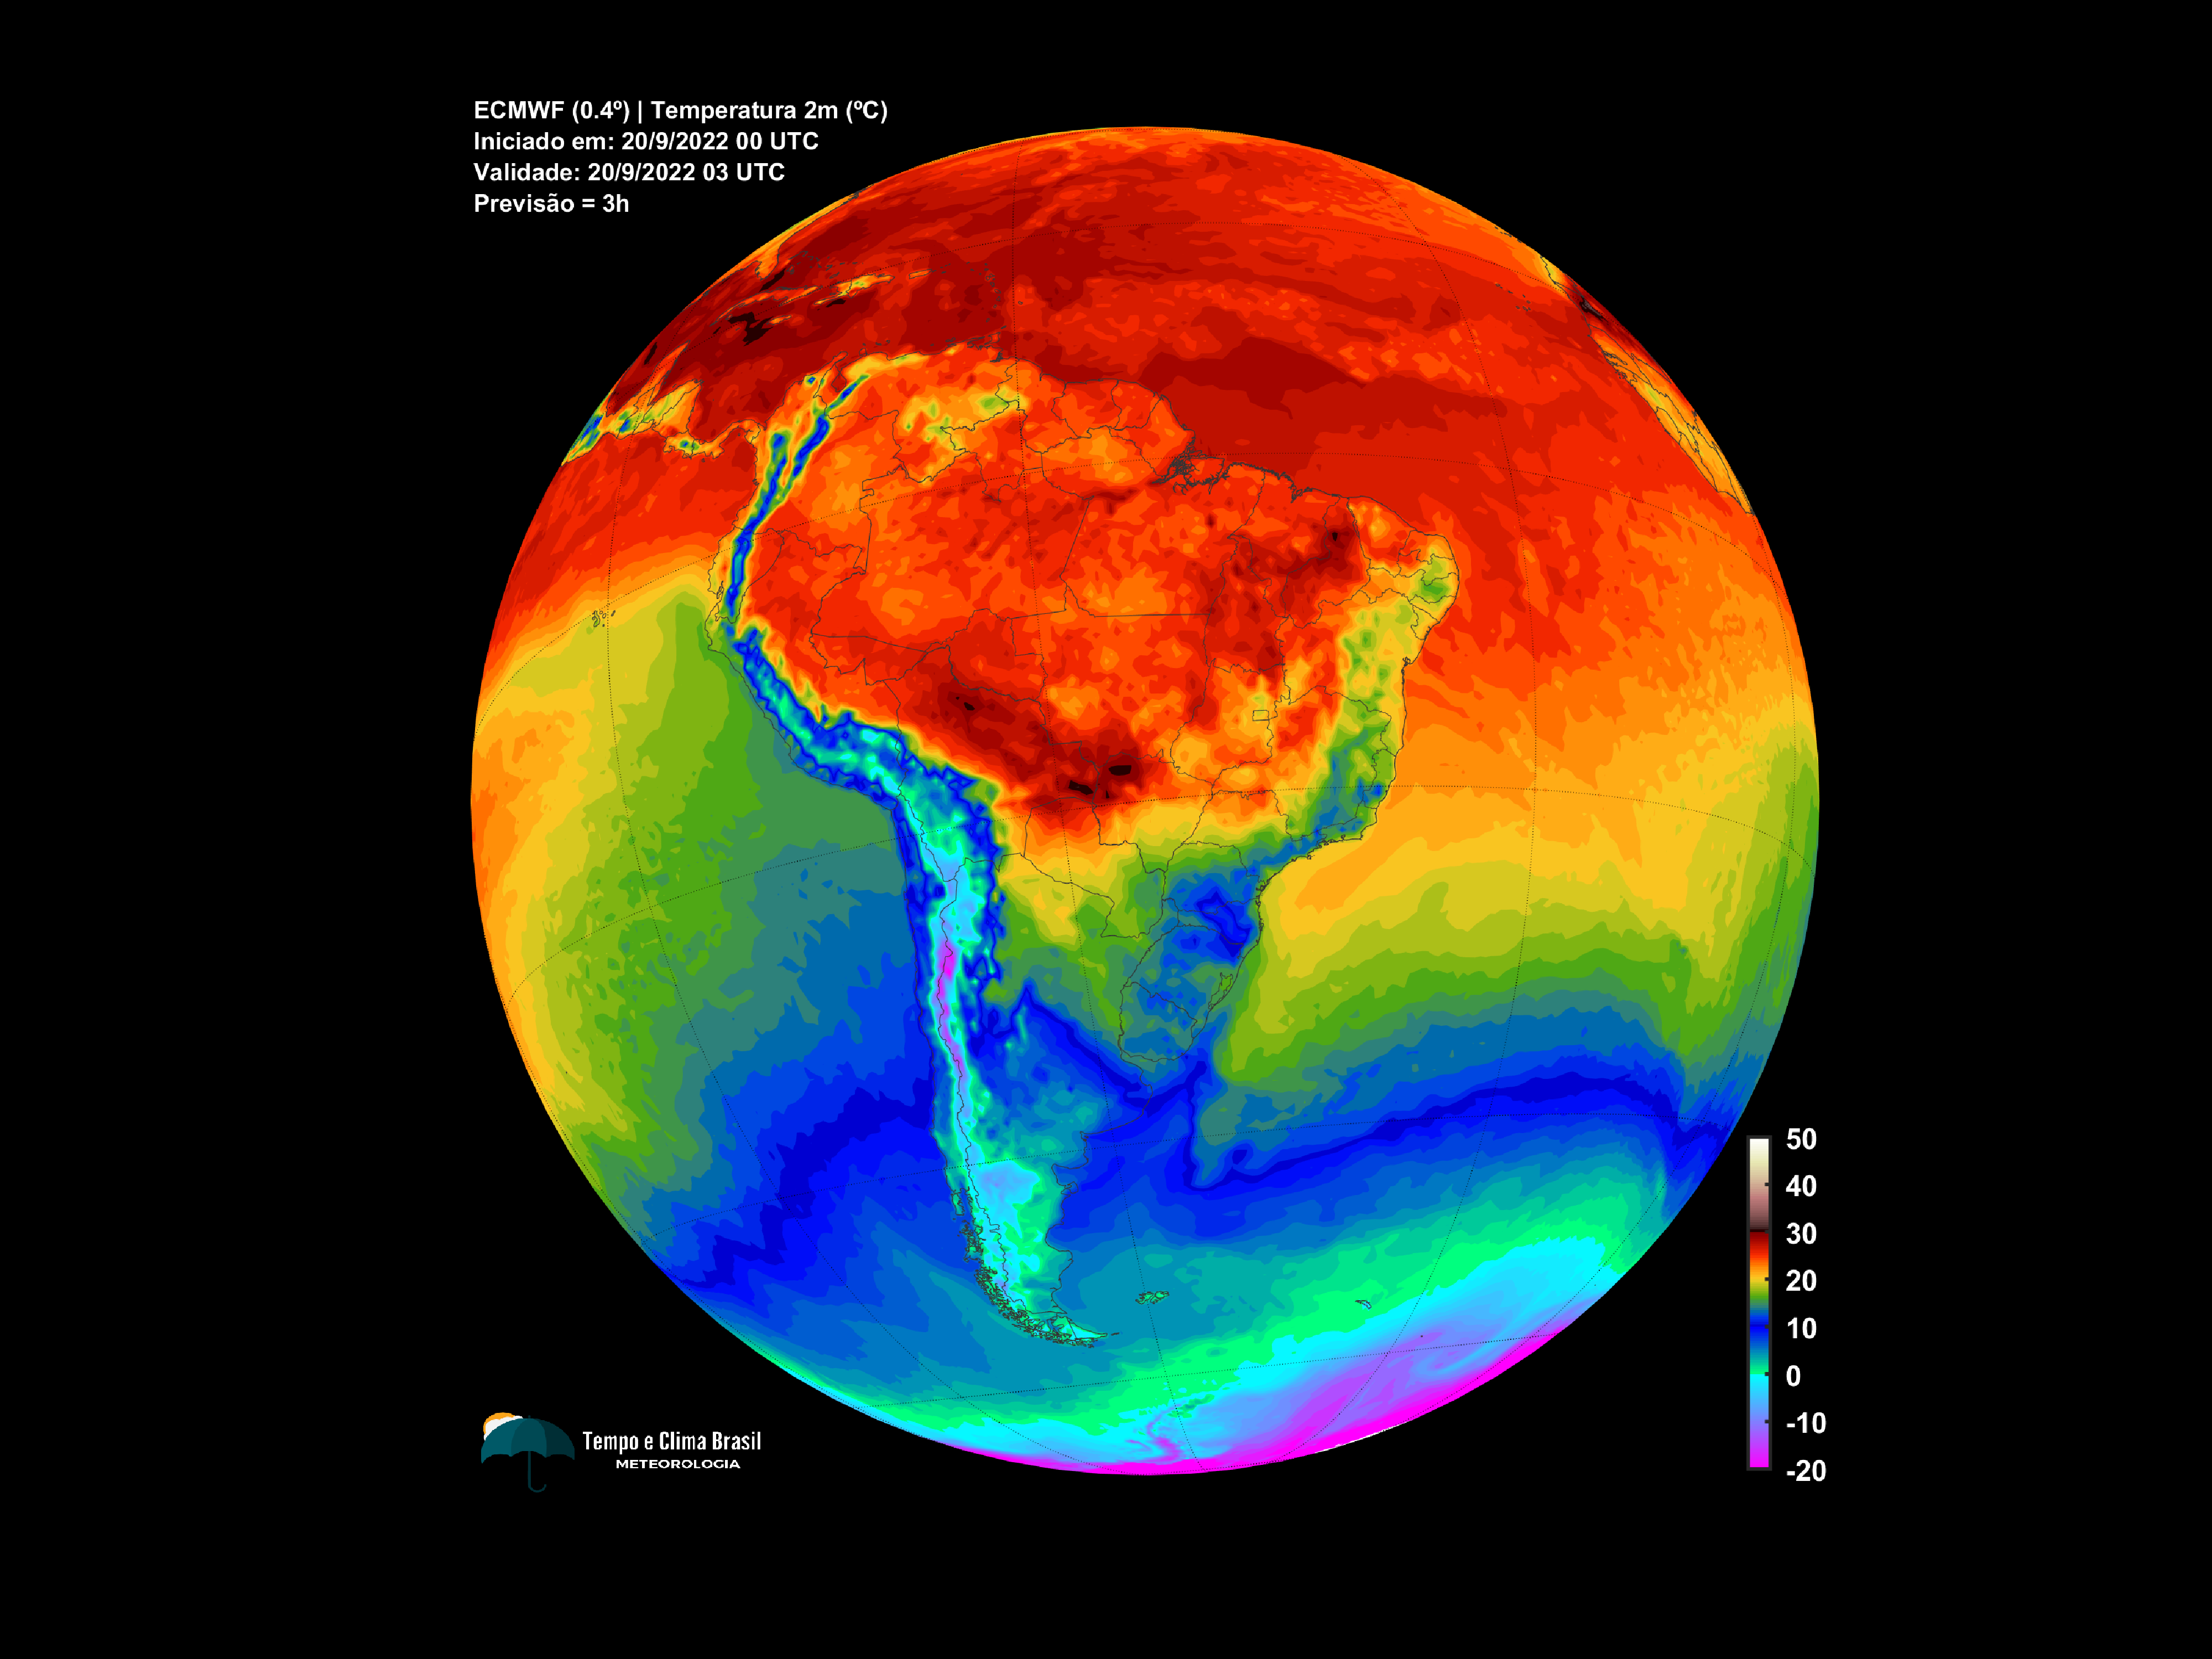 ECMWF (0.4º) | Temperatura 2m (ºC)
Iniciado em: 20/9/2022 00 UTC
Validade: 20/9/2022 03 UTC
Previsão = 3h
50
40
30
20
10
0
-10
-20
Tempo e Clima Brasil
METEOROLOGIA